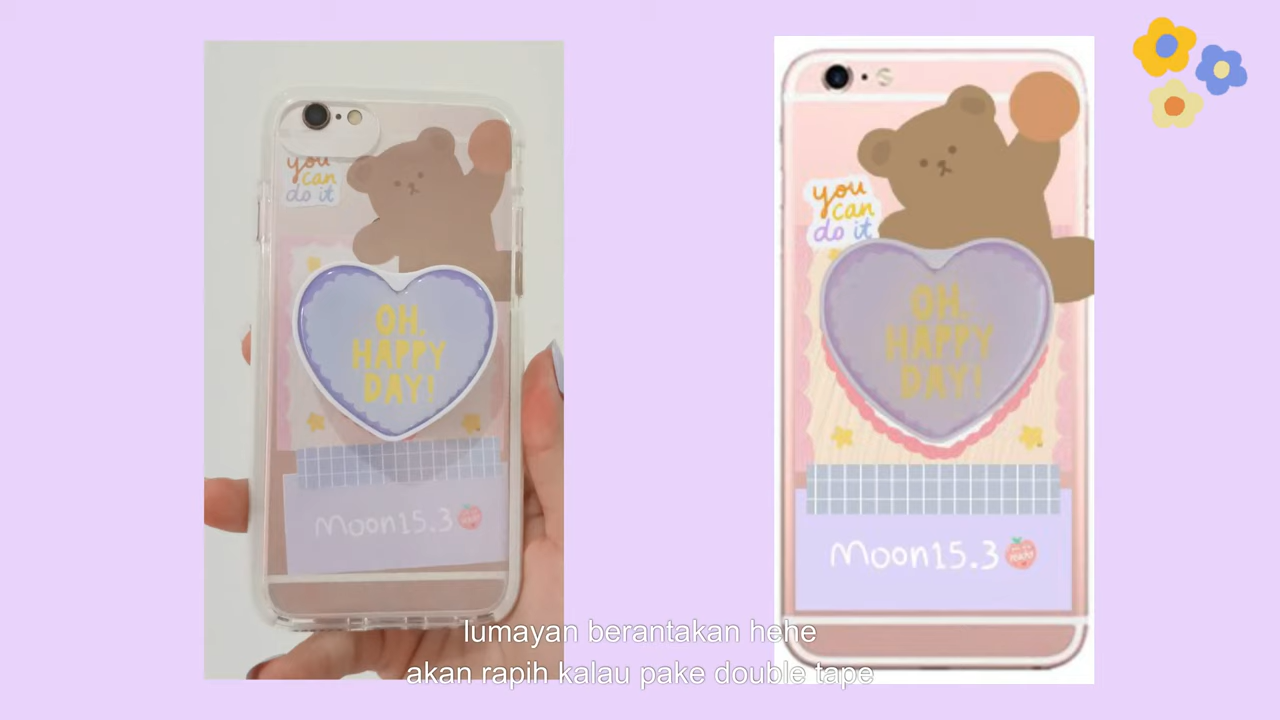 you
can
do it
OH,
HAPPY
DAY!
Moon15.3
you
can
do it
OH,
HAPPY
DAY!
Moon15.3
lumayan berantakan hehe
akan rapih kalau pake double tape